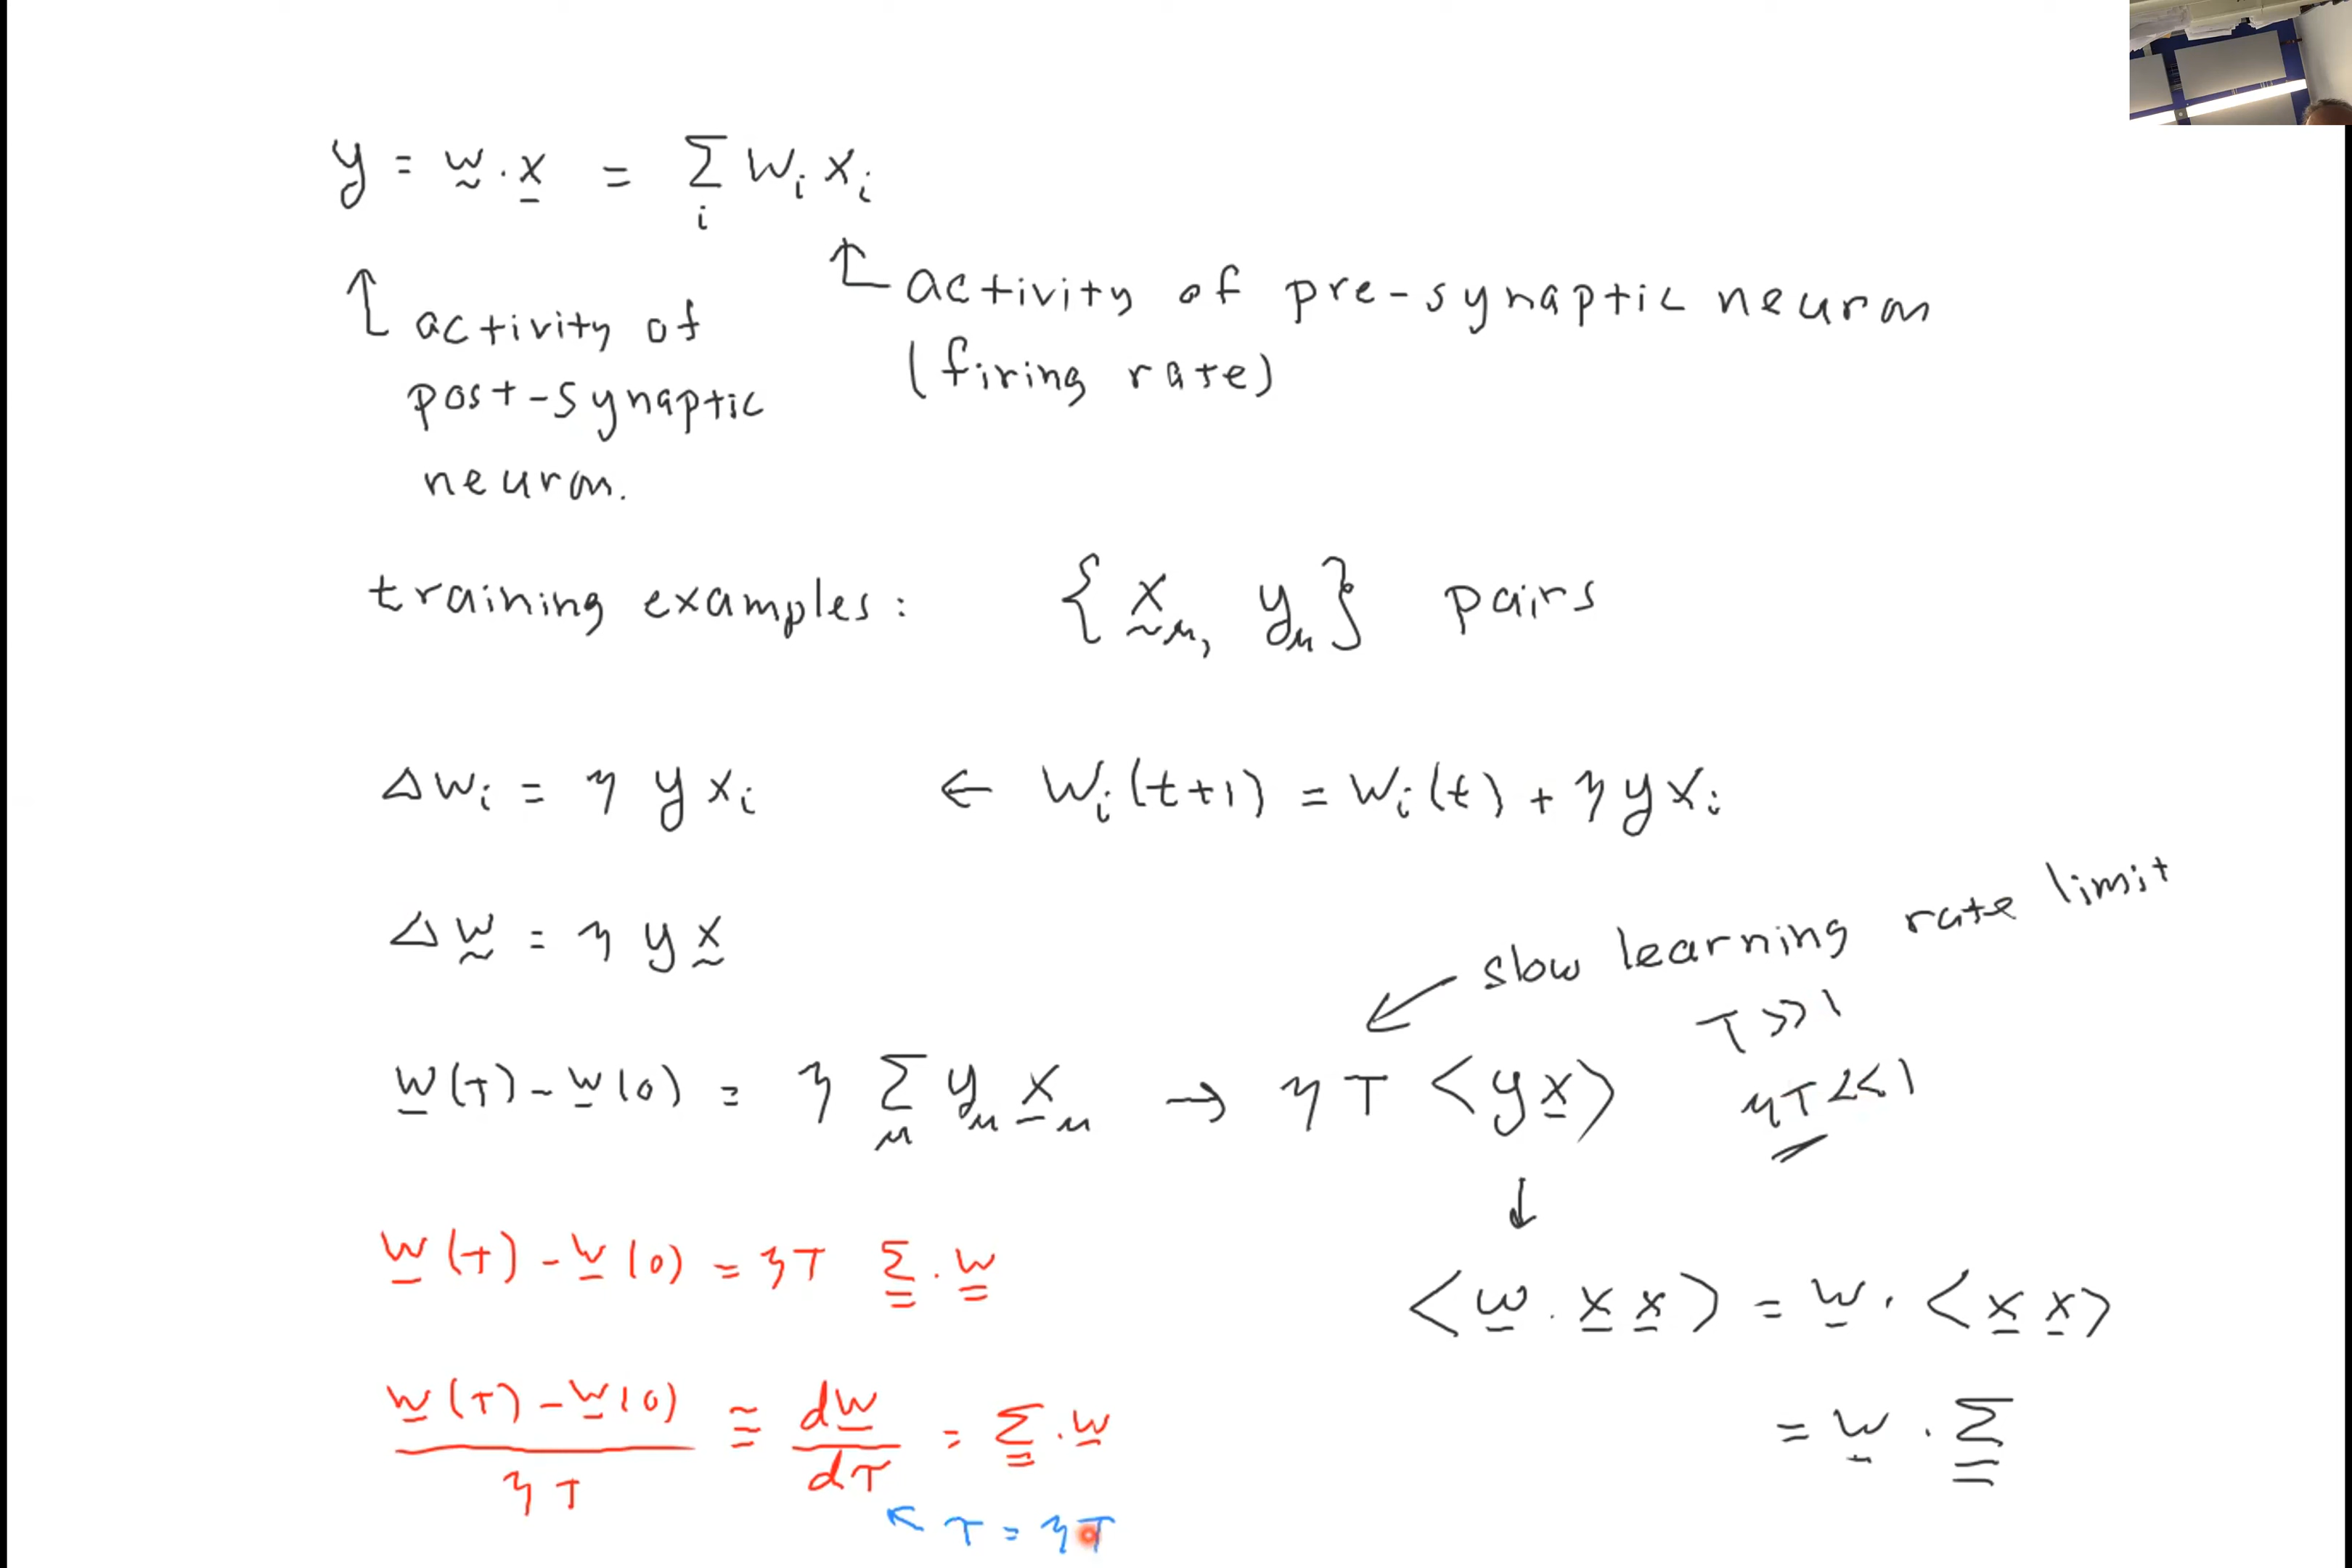 y = w · x = Σ_i w_i x_i
↑ activity of post-synaptic neuron.
↑ activity of pre-synaptic neuron
(firing rate)
training examples: {x_μ, y_μ} pairs
Δw_i = η y x_i ← w_i(t+1) = w_i(t) + η y x_i
Δw = η y x
slow learning rate limit
T >> 1
ηT << 1
w(T) - w(0) = η Σ_μ y_μ x_μ → η T <y x>
↓
w(T) - w(0) = ηT Σ · w
<w · x x> = w · <x x>
= w · Σ
(w(T) - w(0)) / ηT ≅ dw/dτ = Σ · w
↖ τ = ηT